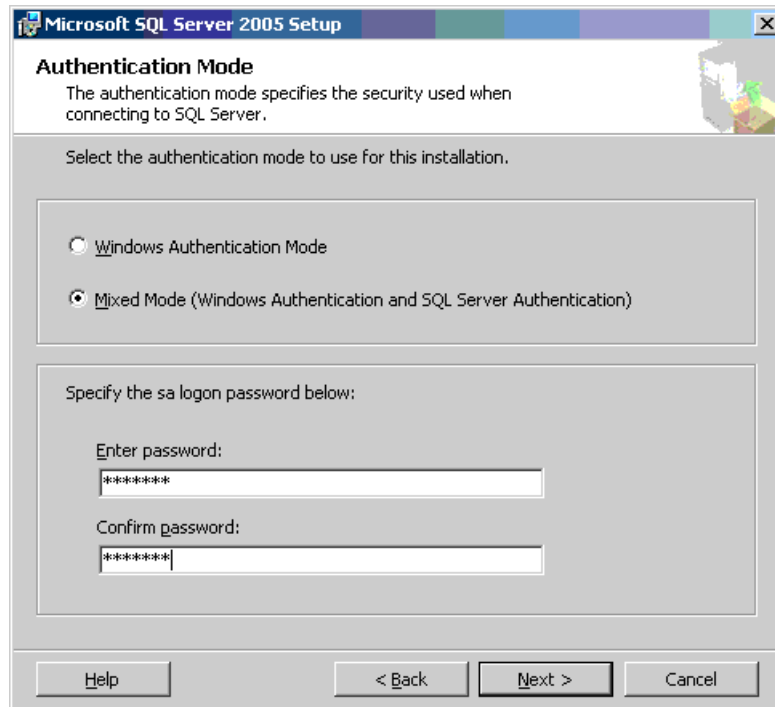 Microsoft SQL Server 2005 Setup
Authentication Mode
The authentication mode specifies the security used when
connecting to SQL Server.
Select the authentication mode to use for this installation.
Windows Authentication Mode
Mixed Mode (Windows Authentication and SQL Server Authentication)
Specify the sa logon password below:
Enter password:
*******
Confirm password:
*******
Help
< Back
Next >
Cancel